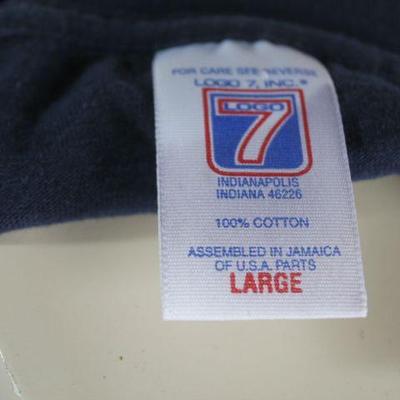 FOR CARE SEE REVERSE
LOGO 7, INC.®
LOGO
7
INDIANAPOLIS
INDIANA 46226
100% COTTON
ASSEMBLED IN JAMAICA
OF U.S.A. PARTS
LARGE